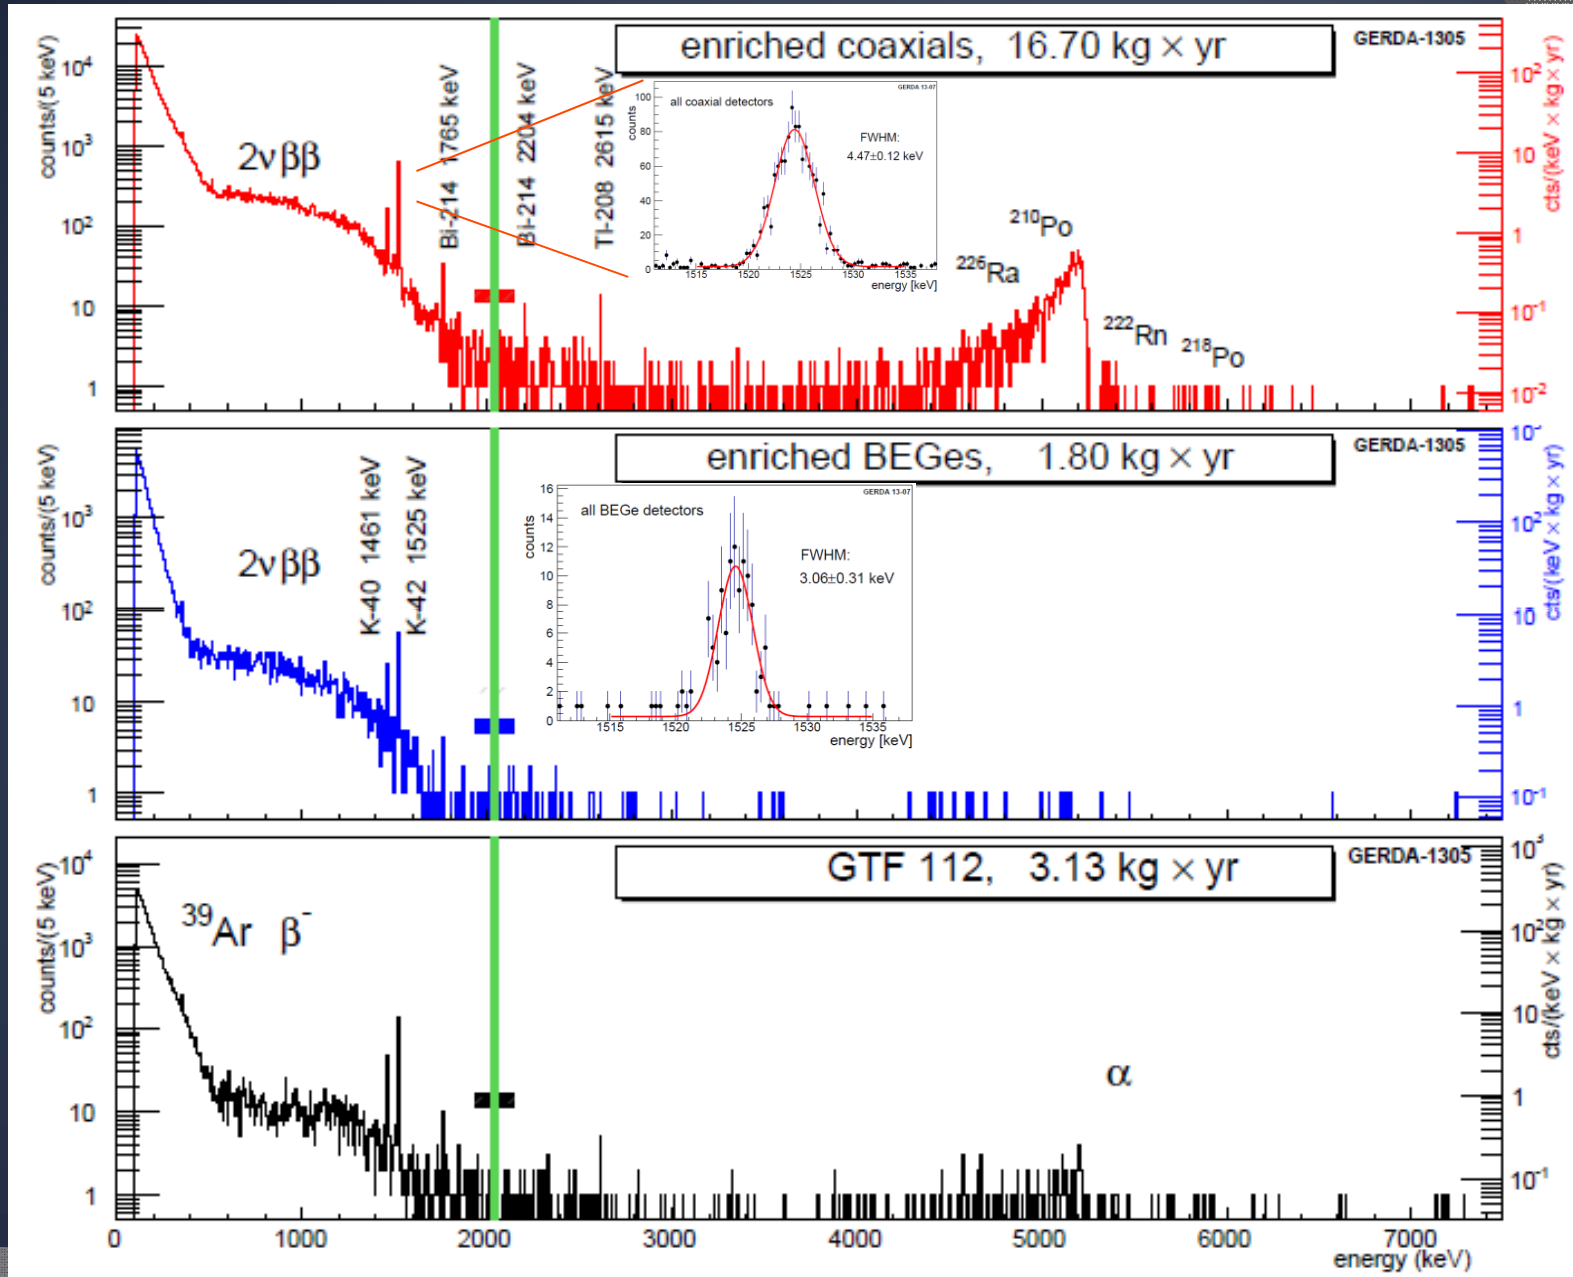 enriched coaxials, 16.70 kg × yr
GERDA-1305
counts/(5 keV)
cts/(keV × kg × yr)
10⁴
10³
10²
10
1
10²
10
1
10⁻¹
10⁻²
2νββ
Bi-214 1765 keV
Bi-214 2204 keV
Tl-208 2615 keV
GERDA 13-07
all coaxial detectors
FWHM:
4.47±0.12 keV
counts
100
80
60
40
20
0
1515 1520 1525 1530 1535
energy [keV]
²¹⁰Po
²²⁶Ra
²²²Rn ²¹⁸Po
enriched BEGes, 1.80 kg × yr
GERDA-1305
counts/(5 keV)
cts/(keV × kg × yr)
10³
10²
10
1
10²
10
1
10⁻¹
2νββ
K-40 1461 keV
K-42 1525 keV
GERDA 13-07
all BEGe detectors
FWHM:
3.06±0.31 keV
counts
16
14
12
10
8
6
4
2
0
1515 1520 1525 1530 1535
energy [keV]
GTF 112, 3.13 kg × yr
GERDA-1305
counts/(5 keV)
cts/(keV × kg × yr)
10⁴
10³
10²
10
1
10³
10²
10
1
10⁻¹
³⁹Ar β⁻
α
0 1000 2000 3000 4000 5000 6000 7000
energy (keV)